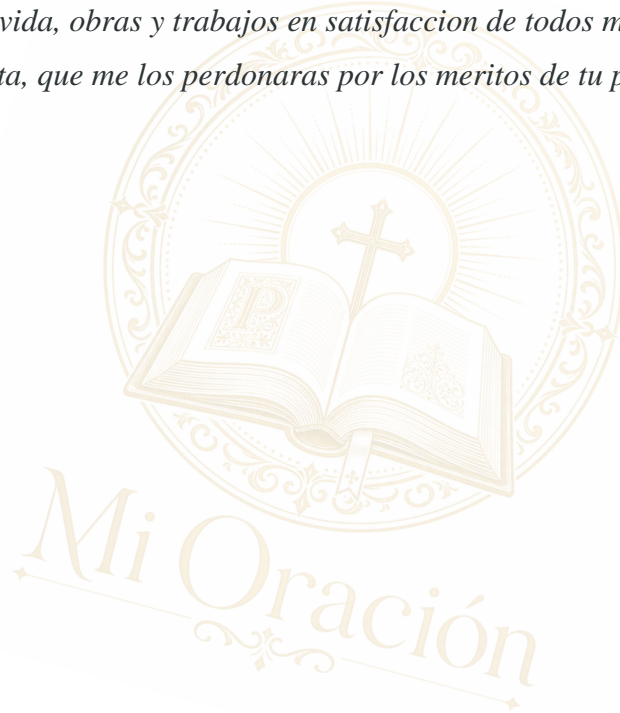 vida, obras y trabajos en satisfaccion de todos
ta, que me los perdonaras por los meritos de tu
Mi Oración